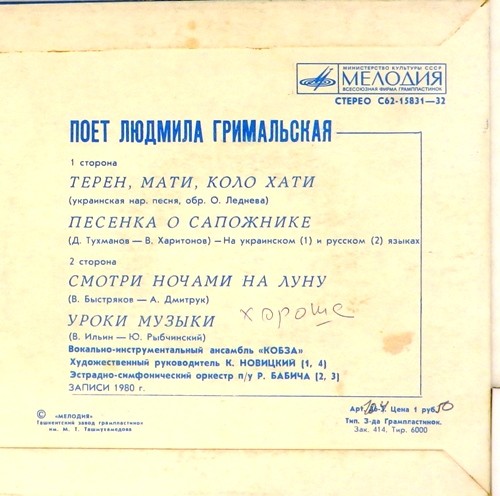 МИНИСТЕРСТВО КУЛЬТУРЫ СССР
МЕЛОДИЯ
ВСЕСОЮЗНАЯ ФИРМА ГРАМПЛАСТИНОК
СТЕРЕО С62-15831—32
ПОЕТ ЛЮДМИЛА ГРИМАЛЬСКАЯ
1 сторона
ТЕРЕН, МАТИ, КОЛО ХАТИ
(украинская нар. песня, обр. О. Леднева)
ПЕСЕНКА О САПОЖНИКЕ
(Д. Тухманов — В. Харитонов) — На украинском (1) и русском (2) языках
2 сторона
СМОТРИ НОЧАМИ НА ЛУНУ
(В. Быстряков — А. Дмитрук)
хороше
УРОКИ МУЗЫКИ
(В. Ильин — Ю. Рыбчинский)
Вокально-инструментальный ансамбль «КОБЗА»
Художественный руководитель К. НОВИЦКИЙ (1, 4)
Эстрадно-симфонический оркестр п/у Р. БАБИЧА (2, 3)
ЗАПИСИ 1980 г.
© «МЕЛОДИЯ»
Ташкентский завод грампластинок
им. М. Т. Ташмухамедова
Арт. Цена 1 руб. 50
Тип. З-да Грампластинок.
Зак. 414. Тир. 6000